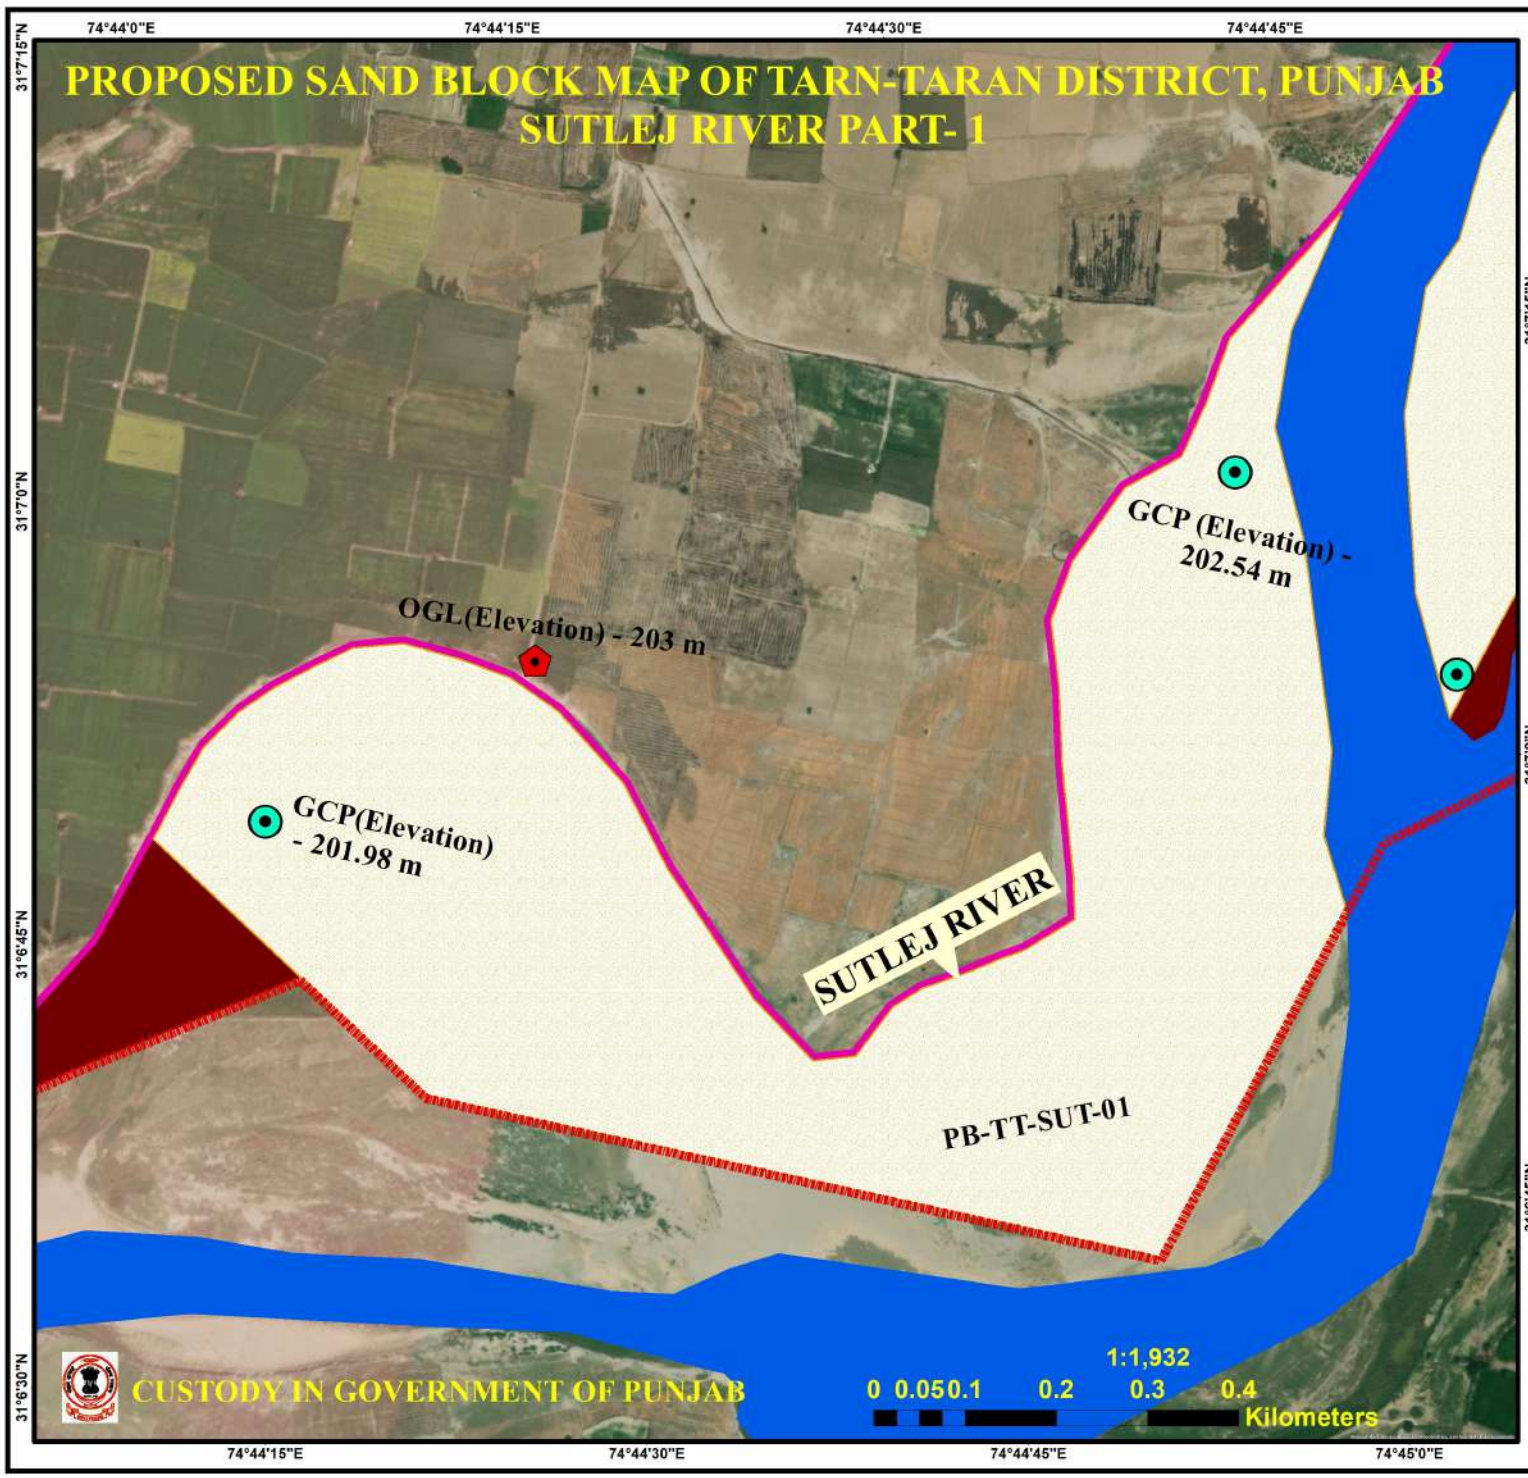 74°44'0"E
74°44'15"E
74°44'30"E
74°44'45"E
31°7'15"N
PROPOSED SAND BLOCK MAP OF TARN-TARAN DISTRICT, PUNJAB
SUTLEJ RIVER PART- 1
31°7'0"N
GCP (Elevation) -
202.54 m
OGL(Elevation) - 203 m
GCP(Elevation)
- 201.98 m
SUTLEJ RIVER
31°6'45"N
PB-TT-SUT-01
31°6'30"N
1:1,932
CUSTODY IN GOVERNMENT OF PUNJAB
0 0.05 0.1 0.2 0.3 0.4
Kilometers
74°44'15"E
74°44'30"E
74°44'45"E
74°45'0"E